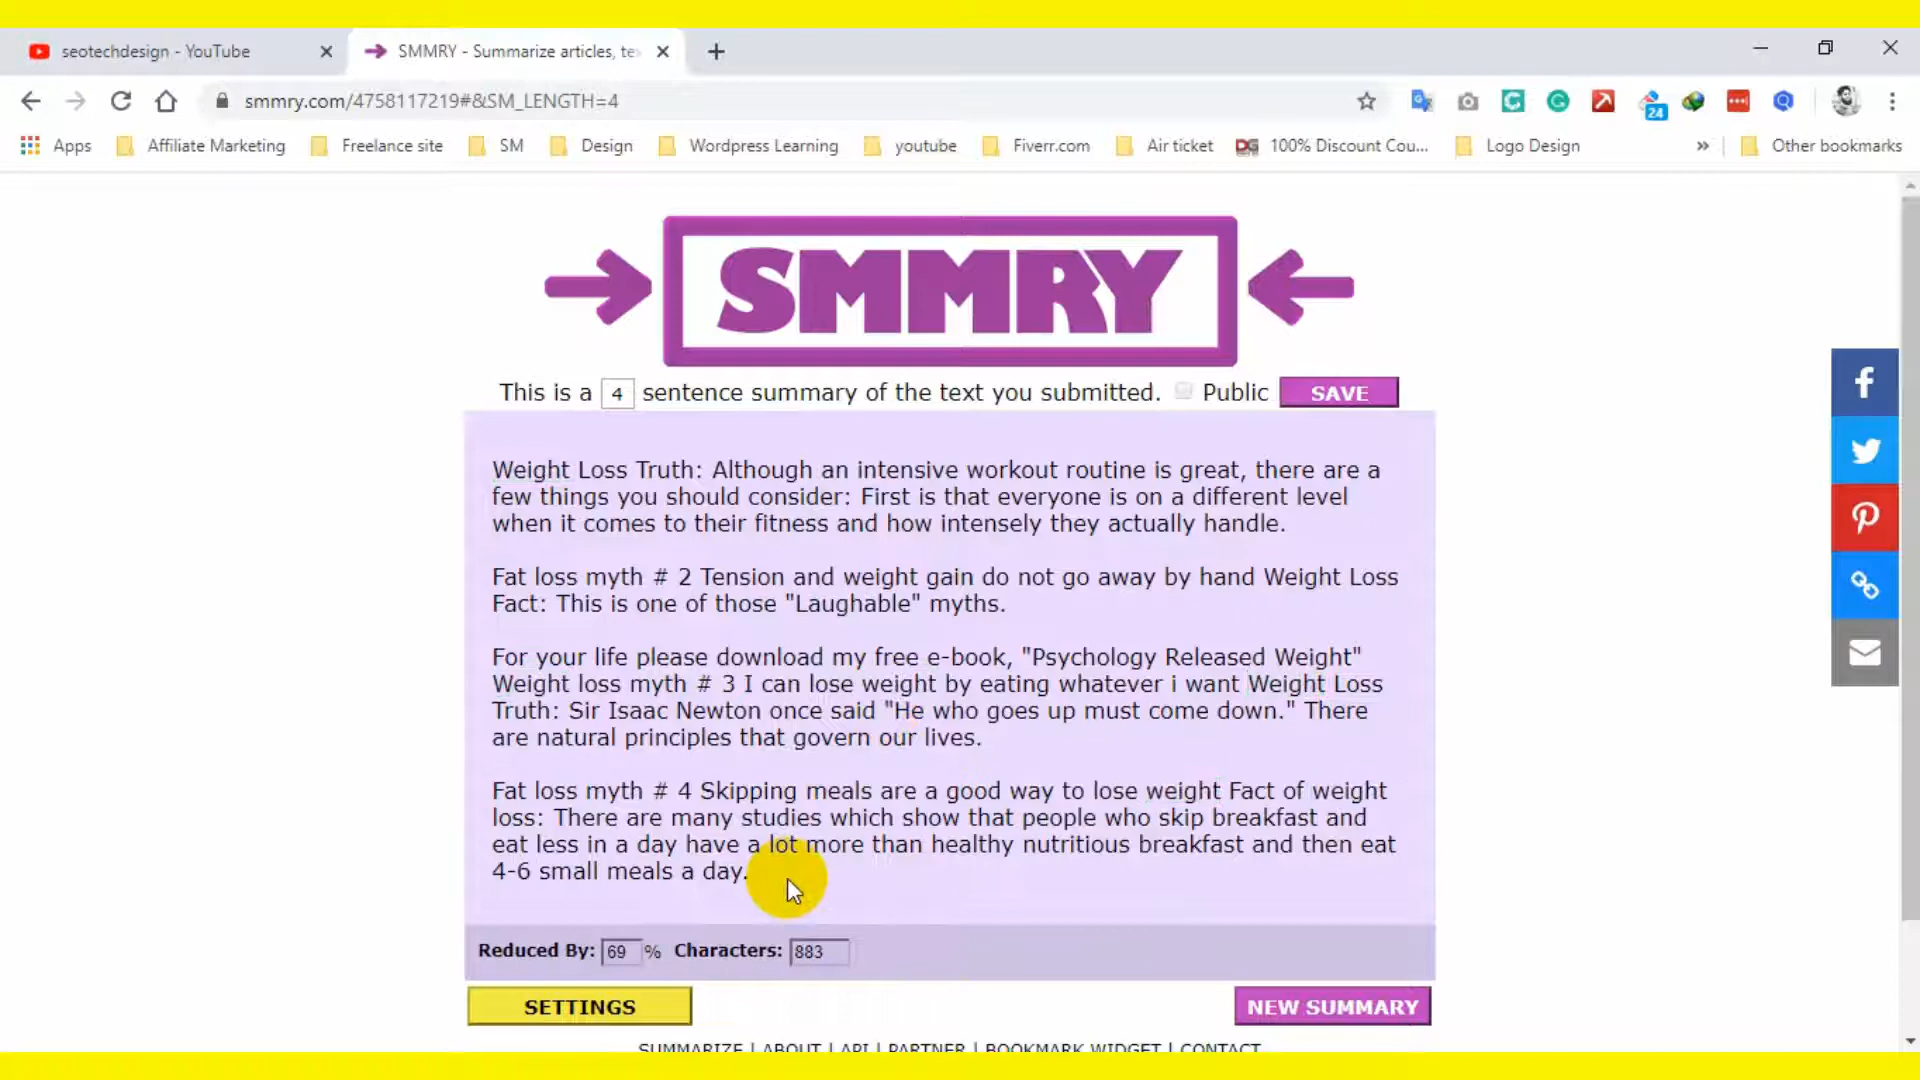 seotechdesign - YouTube
SMMRY - Summarize articles, te
smmry.com/4758117219#&SM_LENGTH=4
24
Apps
Affiliate Marketing
Freelance site
SM
Design
Wordpress Learning
youtube
Fiverr.com
Air ticket
DG
100% Discount Cou...
Logo Design
»
Other bookmarks
SMMRY
This is a 4 sentence summary of the text you submitted. Public SAVE
Weight Loss Truth: Although an intensive workout routine is great, there are a
few things you should consider: First is that everyone is on a different level
when it comes to their fitness and how intensely they actually handle.
Fat loss myth # 2 Tension and weight gain do not go away by hand Weight Loss
Fact: This is one of those "Laughable" myths.
For your life please download my free e-book, "Psychology Released Weight"
Weight loss myth # 3 I can lose weight by eating whatever i want Weight Loss
Truth: Sir Isaac Newton once said "He who goes up must come down." There
are natural principles that govern our lives.
Fat loss myth # 4 Skipping meals are a good way to lose weight Fact of weight
loss: There are many studies which show that people who skip breakfast and
eat less in a day have a lot more than healthy nutritious breakfast and then eat
4-6 small meals a day.
Reduced By: 69 % Characters: 883
SETTINGS
NEW SUMMARY
SUMMARIZE | ABOUT | API | PARTNER | BOOKMARK WIDGET | CONTACT